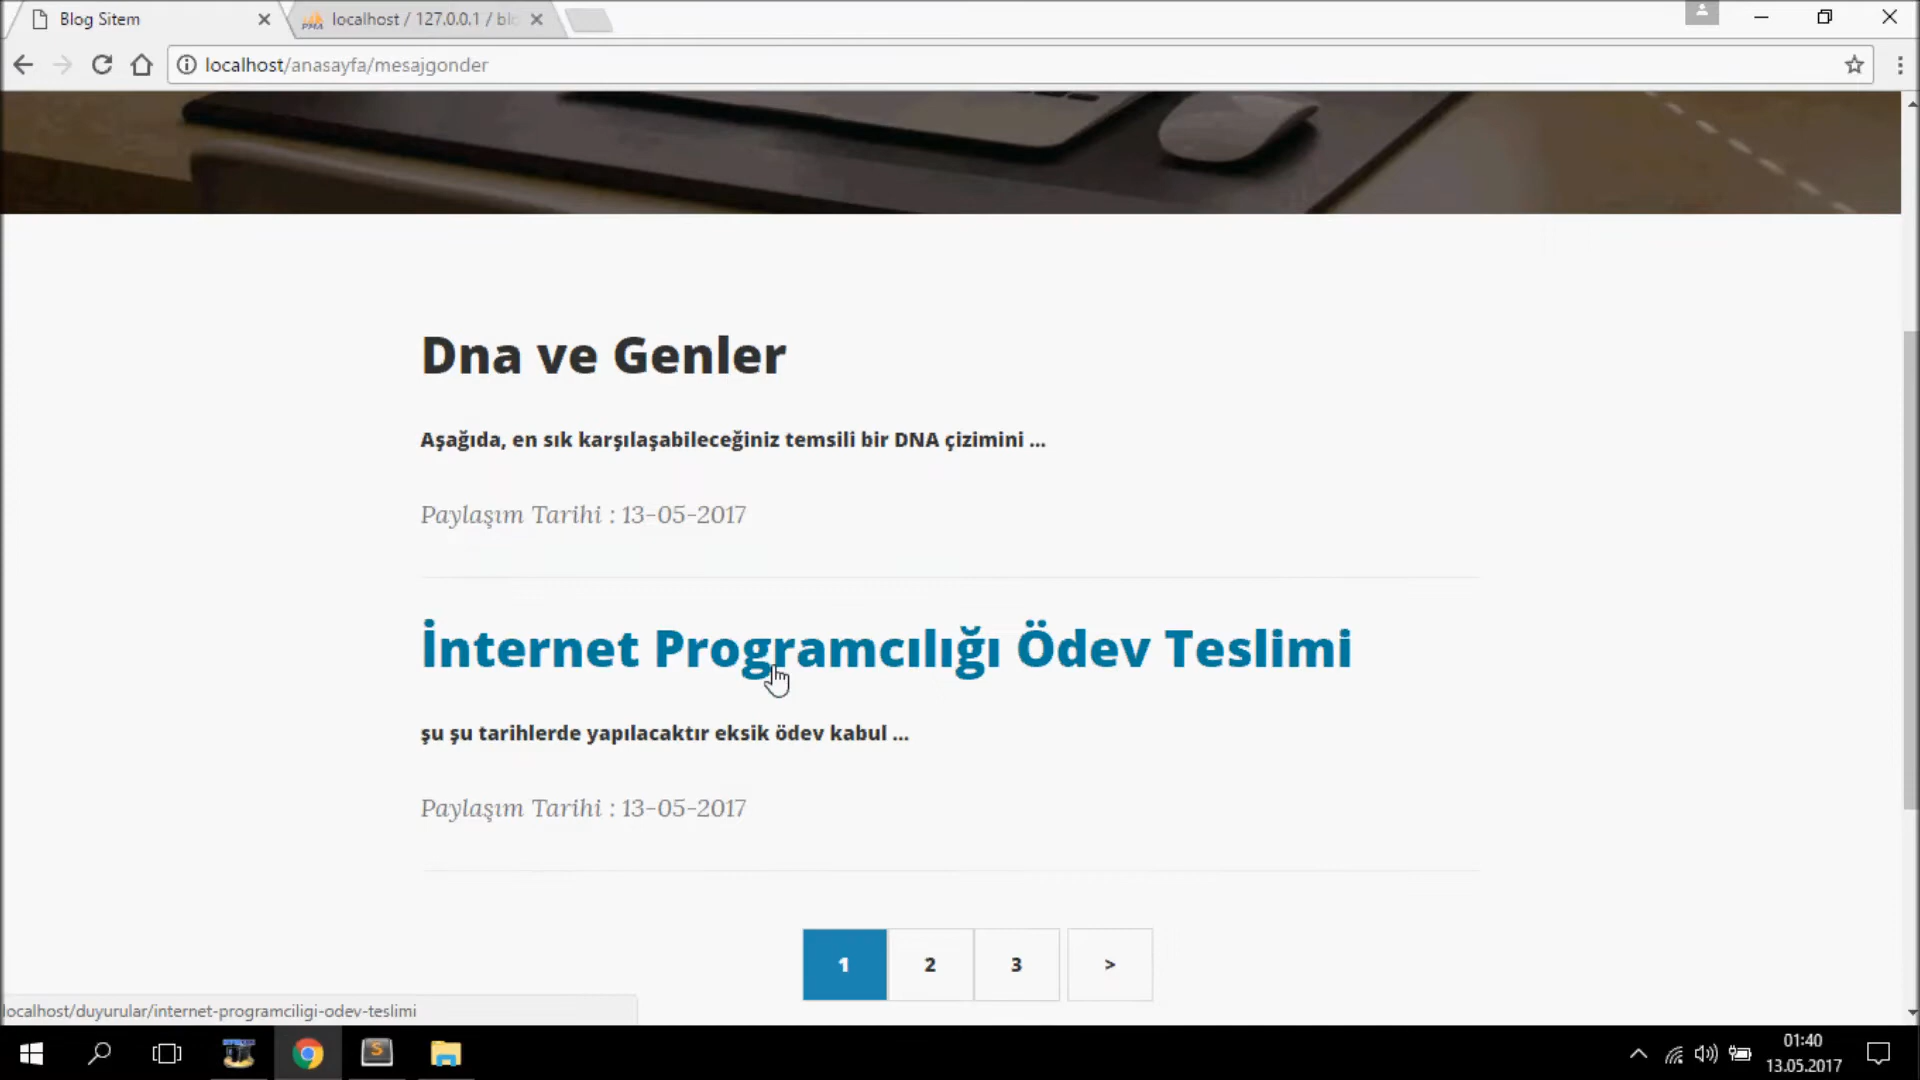 Blog Sitem
localhost / 127.0.0.1 / blo
localhost/anasayfa/mesajgonder
Dna ve Genler
Aşağıda, en sık karşılaşabileceğiniz temsili bir DNA çizimini ...
Paylaşım Tarihi : 13-05-2017
İnternet Programcılığı Ödev Teslimi
şu şu tarihlerde yapılacaktır eksik ödev kabul ...
Paylaşım Tarihi : 13-05-2017
1 2 3 >
localhost/duyurular/internet-programciligi-odev-teslimi
01:40
13.05.2017